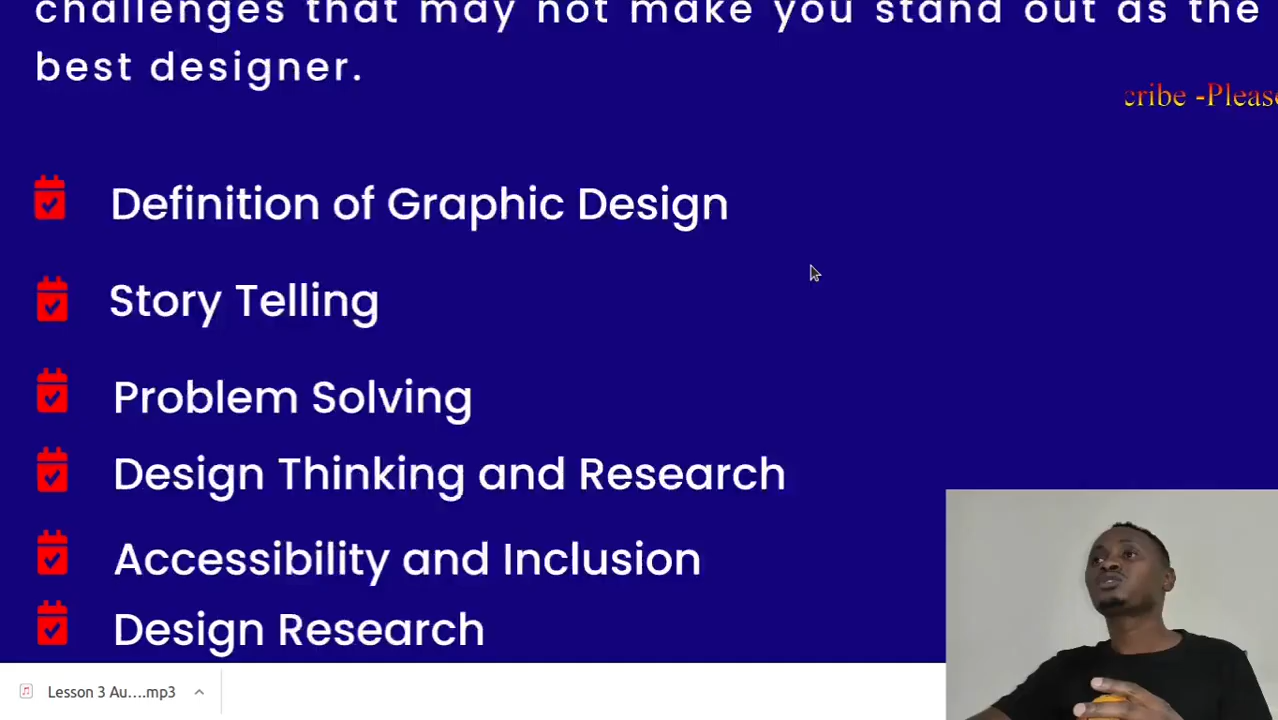 challenges that may not make you stand out as the
best designer.
cribe -Please
Definition of Graphic Design
Story Telling
Problem Solving
Design Thinking and Research
Accessibility and Inclusion
Design Research
Lesson 3 Au....mp3